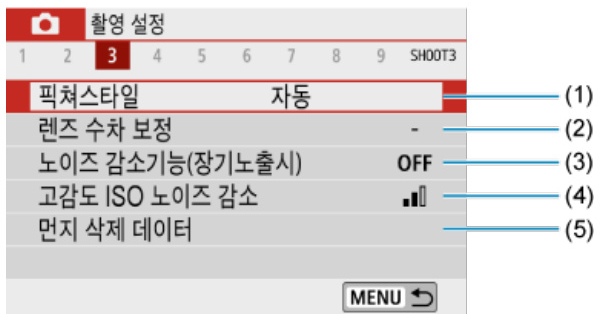 촬영 설정
1 2 3 4 5 6 7 8 9 SHOOT3
픽쳐스타일 자동 (1)
렌즈 수차 보정 - (2)
노이즈 감소기능(장기노출시) OFF (3)
고감도 ISO 노이즈 감소 (4)
먼지 삭제 데이터 (5)
MENU